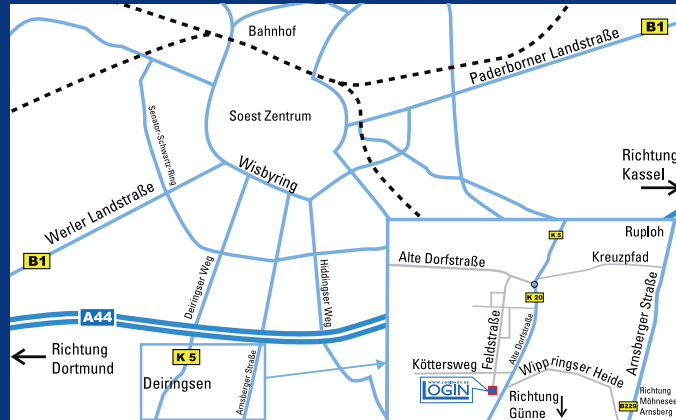 Bahnhof
B1
Paderborner Landstraße
Soest Zentrum
Senator-Schwartz-Ring
Wisbyring
Richtung
Kassel
Werler Landstraße
B1
Deiringser Weg
Hiddingser Weg
A44
Richtung
Dortmund
K 5
Deiringsen
Arnsberger Straße
K 5
Ruploh
Alte Dorfstraße
Kreuzpfad
K 20
Feldstraße
Alte Dorfstraße
Arnsberger Straße
Köttersweg
Wippringser Heide
LOGIN
Richtung
Günne
B229
Richtung
Möhnesee
Arnsberg